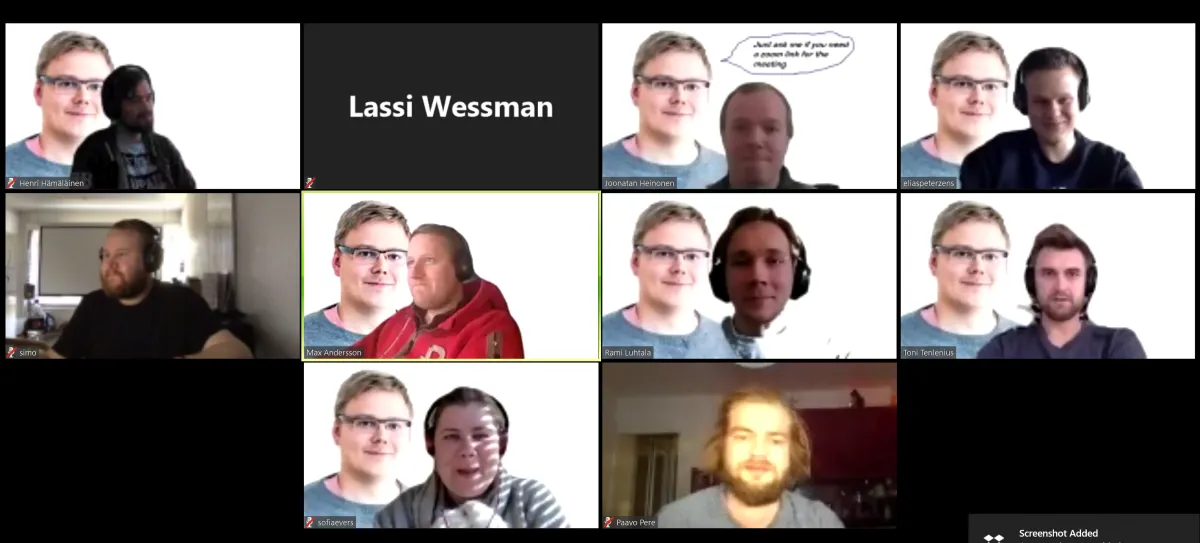 Lassi Wessman
Just ask me if you need
a zoom link for the
meeting
Henri Hämäläinen
Joonatan Heinonen
eliaspeterzens
simo
Max Andersson
Rami Luhtala
Toni Tenlenius
sofiaevers
Paavo Pere
Screenshot Added